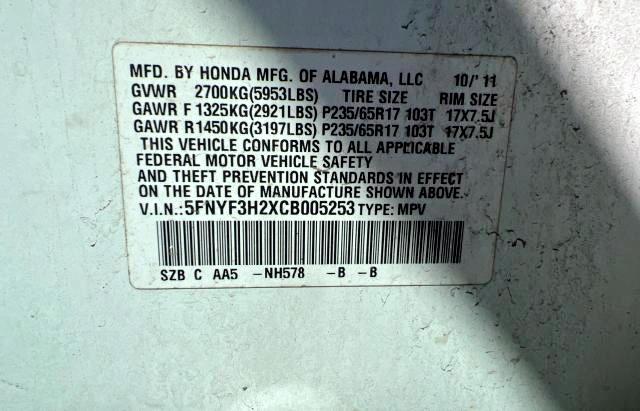 MFD. BY HONDA MFG. OF ALABAMA, LLC 10/'11
GVWR 2700KG(5953LBS) TIRE SIZE RIM SIZE
GAWR F 1325KG(2921LBS) P235/65R17 103T 17X7.5J
GAWR R1450KG(3197LBS) P235/65R17 103T 17X7.5J
THIS VEHICLE CONFORMS TO ALL APPLICABLE
FEDERAL MOTOR VEHICLE SAFETY
AND THEFT PREVENTION STANDARDS IN EFFECT
ON THE DATE OF MANUFACTURE SHOWN ABOVE.
V.I.N.:5FNYF3H2XCB005253 TYPE: MPV
SZB C AA5 -NH578 -B -B